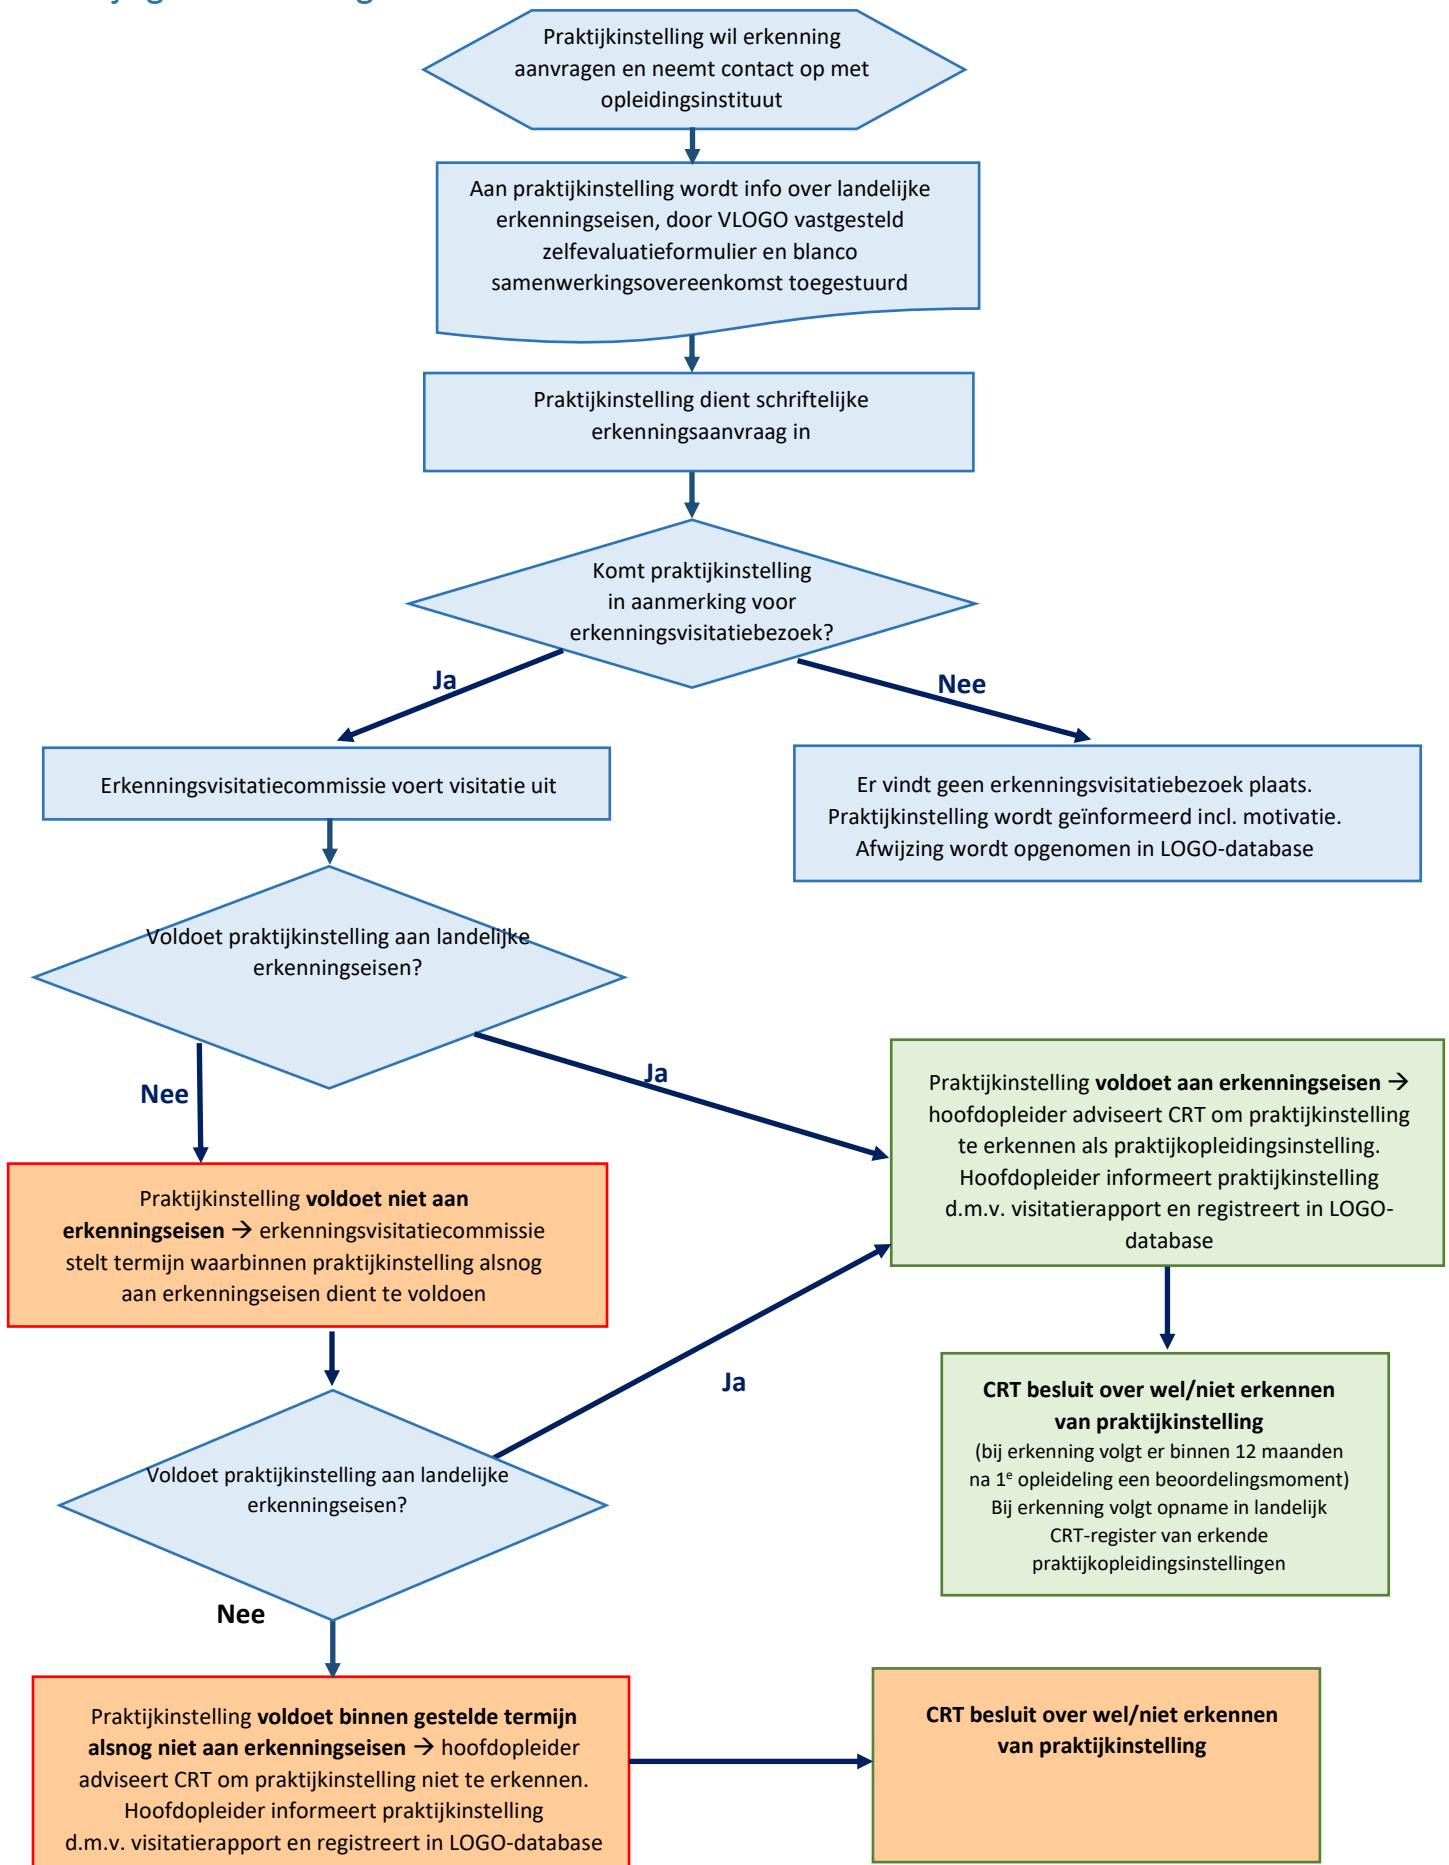 Praktijkinstelling wil erkenning
aanvragen en neemt contact op met
opleidingsinstituut
Aan praktijkinstelling wordt info over landelijke
erkenningseisen, door VLOGO vastgesteld
zelfevaluatieformulier en blanco
samenwerkingsovereenkomst toegestuurd
Praktijkinstelling dient schriftelijke
erkenningsaanvraag in
Komt praktijkinstelling
in aanmerking voor
erkenningsvisitatiebezoek?
Ja
Nee
Erkenningsvisitatiecommissie voert visitatie uit
Er vindt geen erkenningsvisitatiebezoek plaats.
Praktijkinstelling wordt geïnformeerd incl. motivatie.
Afwijzing wordt opgenomen in LOGO-database
Voldoet praktijkinstelling aan landelijke
erkenningseisen?
Nee
Ja
Praktijkinstelling voldoet aan erkenningseisen →
hoofdopleider adviseert CRT om praktijkinstelling
te erkennen als praktijkopleidingsinstelling.
Hoofdopleider informeert praktijkinstelling
d.m.v. visitatierapport en registreert in LOGO-
database
Praktijkinstelling voldoet niet aan
erkenningseisen → erkenningsvisitatiecommissie
stelt termijn waarbinnen praktijkinstelling alsnog
aan erkenningseisen dient te voldoen
Ja
CRT besluit over wel/niet erkennen
van praktijkinstelling
(bij erkenning volgt er binnen 12 maanden
na 1e opleideling een beoordelingsmoment)
Bij erkenning volgt opname in landelijk
CRT-register van erkende
praktijkopleidingsinstellingen
Voldoet praktijkinstelling aan landelijke
erkenningseisen?
Nee
Praktijkinstelling voldoet binnen gestelde termijn
alsnog niet aan erkenningseisen → hoofdopleider
adviseert CRT om praktijkinstelling niet te erkennen.
Hoofdopleider informeert praktijkinstelling
d.m.v. visitatierapport en registreert in LOGO-database
CRT besluit over wel/niet erkennen
van praktijkinstelling